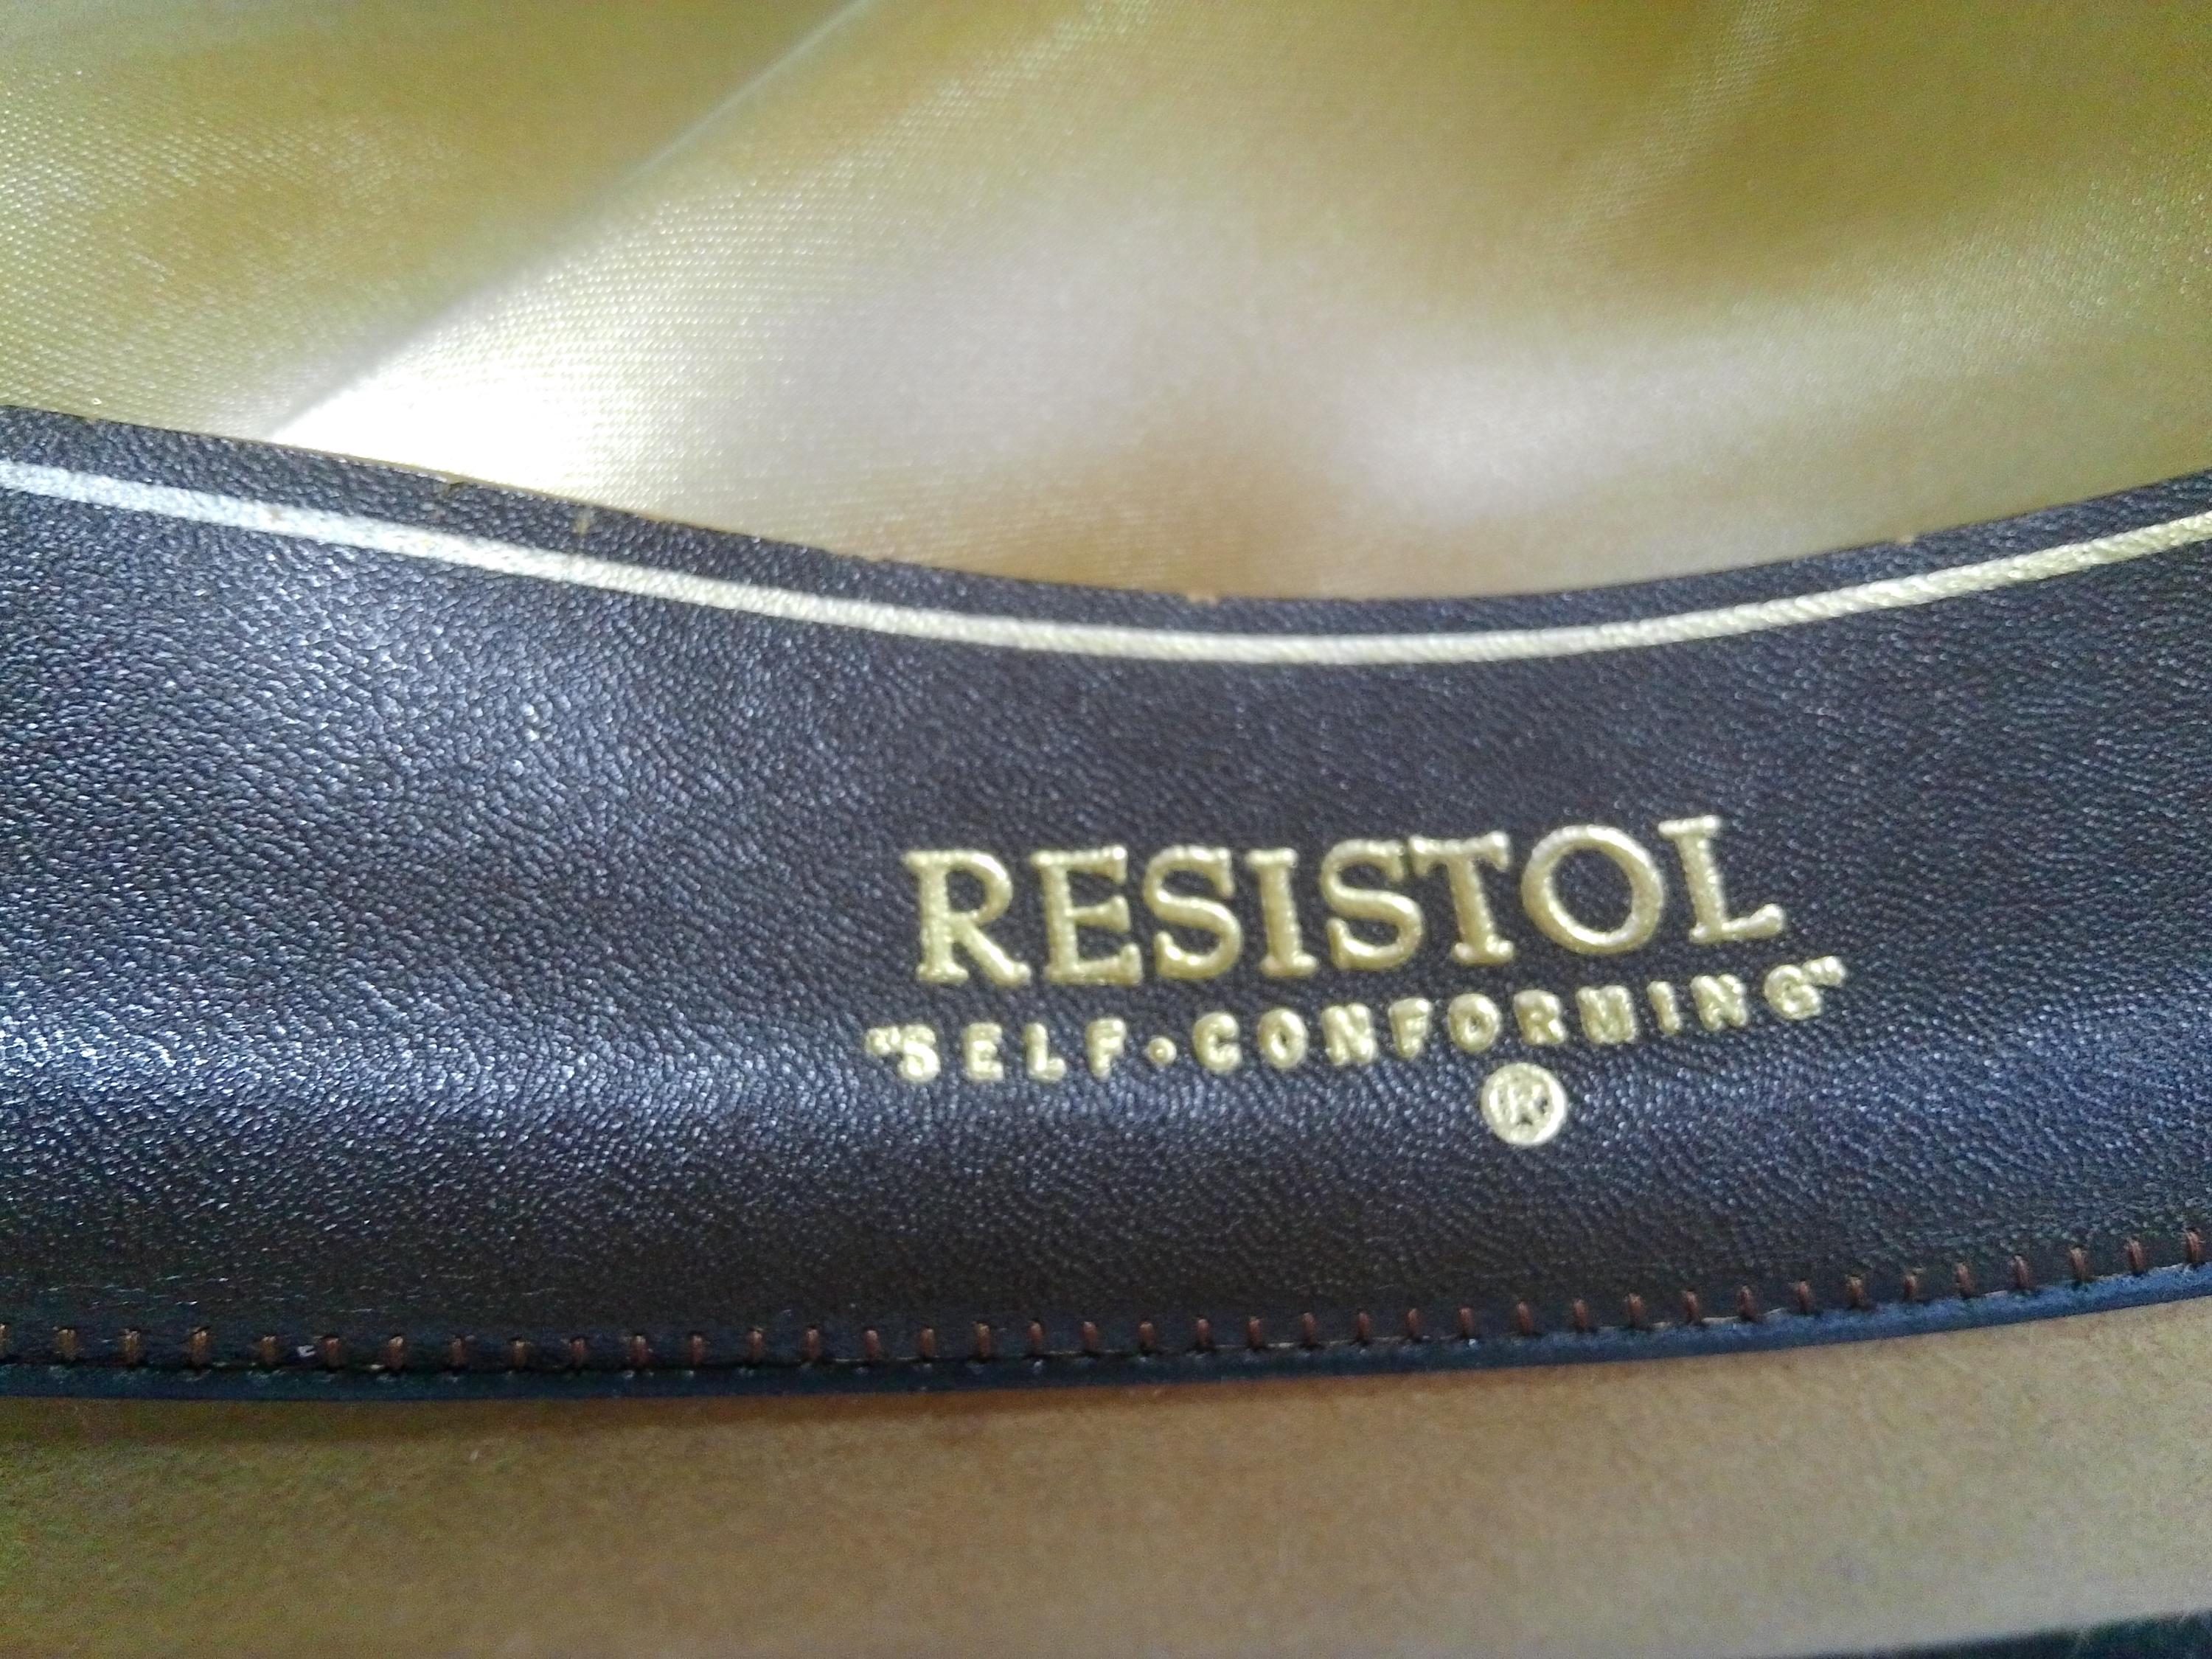 RESISTOL
"SELF-CONFORMING"
®